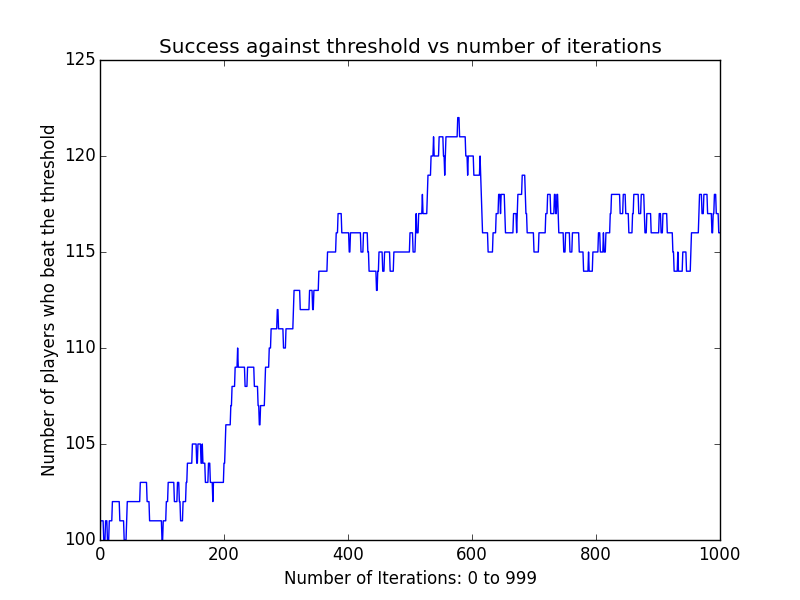 Success against threshold vs number of iterations
125
120
115
110
105
100
Number of players who beat the threshold
0 200 400 600 800 1000
Number of Iterations: 0 to 999